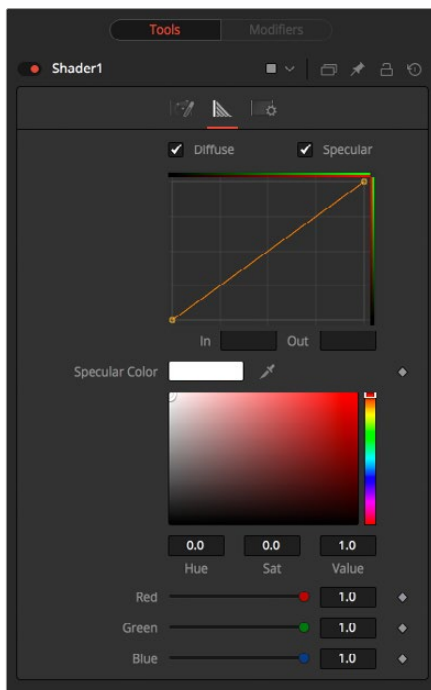 Tools Modifiers
Shader1
Diffuse Specular
In Out
Specular Color
0.0 0.0 1.0
Hue Sat Value
Red 1.0
Green 1.0
Blue 1.0